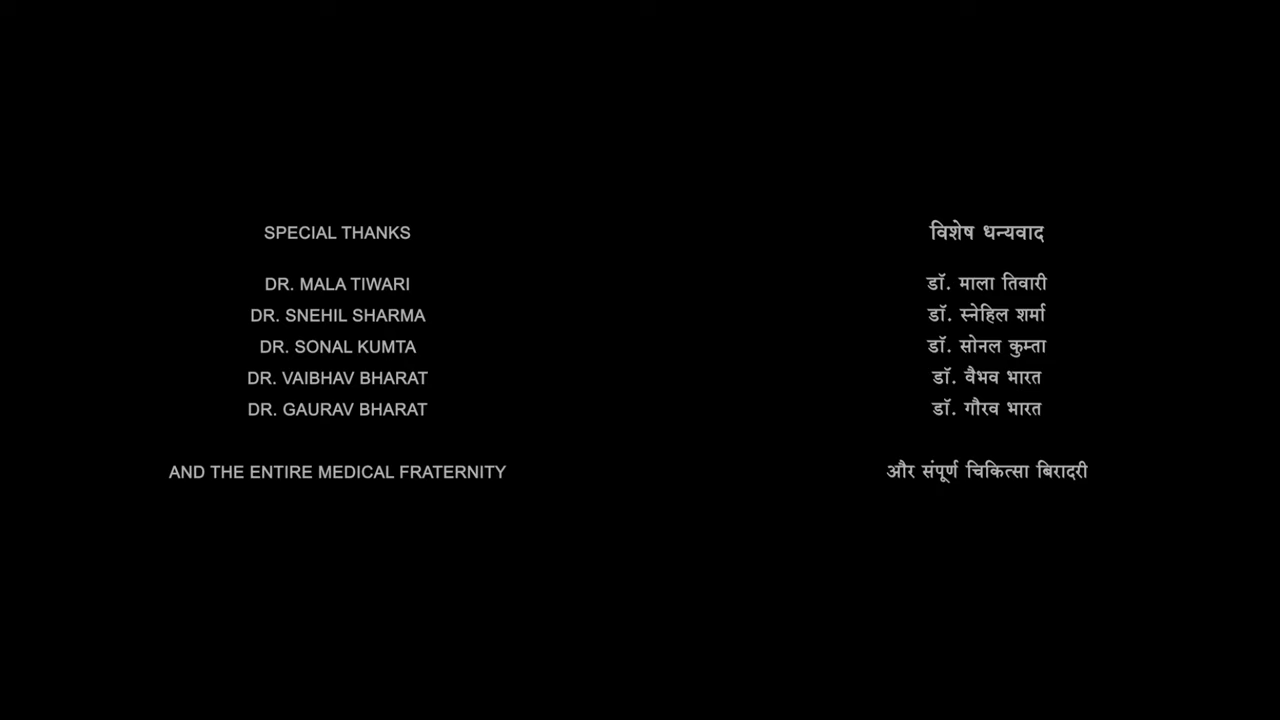 SPECIAL THANKS
DR. MALA TIWARI
DR. SNEHIL SHARMA
DR. SONAL KUMTA
DR. VAIBHAV BHARAT
DR. GAURAV BHARAT
AND THE ENTIRE MEDICAL FRATERNITY
विशेष धन्यवाद
डॉ. माला तिवारी
डॉ. स्नेहिल शर्मा
डॉ. सोनल कुम्ता
डॉ. वैभव भारत
डॉ. गौरव भारत
और संपूर्ण चिकित्सा बिरादरी